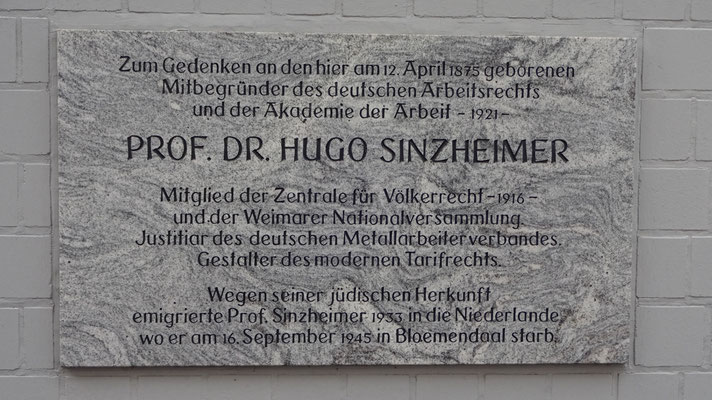 Zum Gedenken an den hier am 12. April 1875 geborenen
Mitbegründer des deutschen Arbeitsrechts
und der Akademie der Arbeit - 1921 -
PROF. DR. HUGO SINZHEIMER
Mitglied der Zentrale für Völkerrecht - 1916 -
und der Weimarer Nationalversammlung.
Justitiar des deutschen Metallarbeiterverbandes.
Gestalter des modernen Tarifrechts.
Wegen seiner jüdischen Herkunft
emigrierte Prof. Sinzheimer 1933 in die Niederlande,
wo er am 16. September 1945 in Bloemendaal starb.